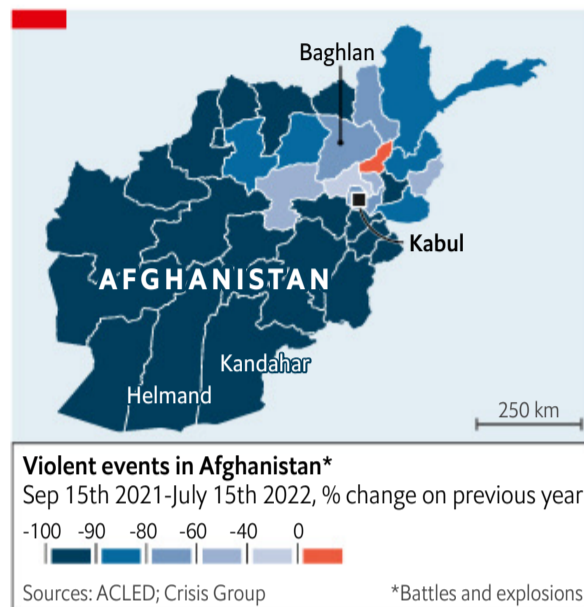 Baghlan
Kabul
AFGHANISTAN
Kandahar
Helmand
250 km
Violent events in Afghanistan*
Sep 15th 2021-July 15th 2022, % change on previous year
-100 -90 -80 -60 -40 0
Sources: ACLED; Crisis Group *Battles and explosions